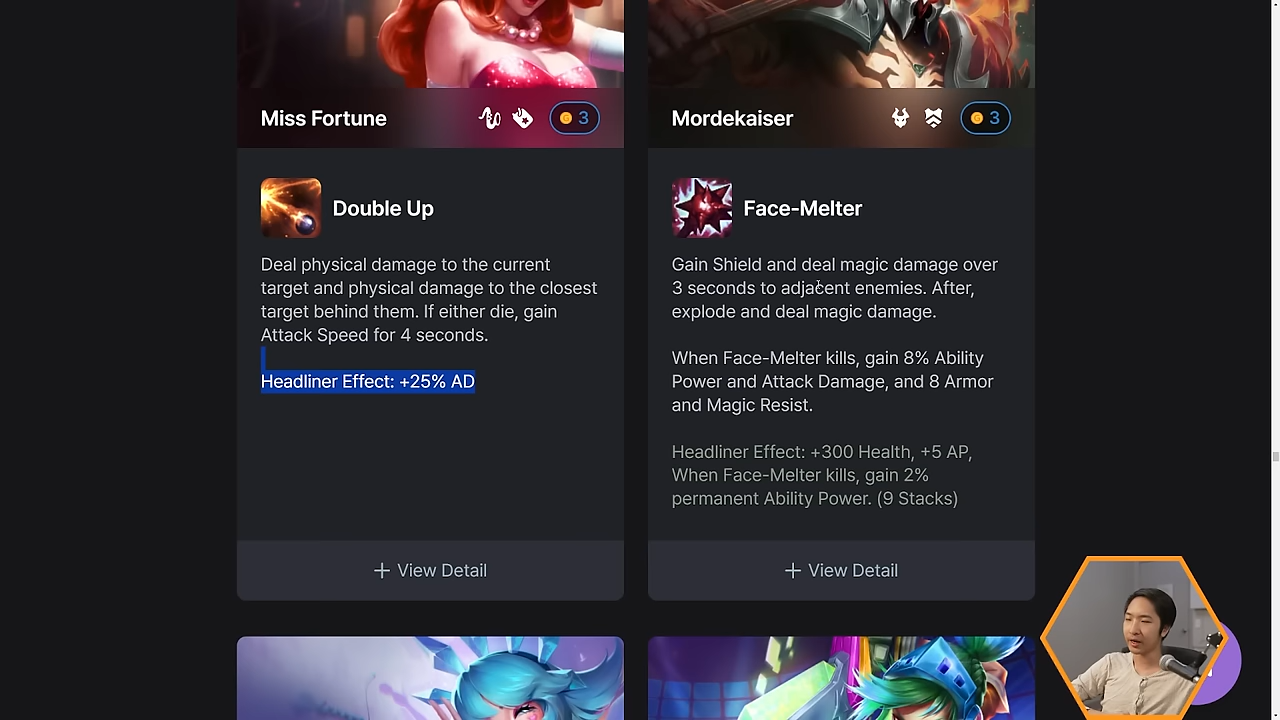 Miss Fortune
3
Double Up
Deal physical damage to the current
target and physical damage to the closest
target behind them. If either die, gain
Attack Speed for 4 seconds.
Headliner Effect: +25% AD
+ View Detail
Mordekaiser
3
Face-Melter
Gain Shield and deal magic damage over
3 seconds to adjacent enemies. After,
explode and deal magic damage.
When Face-Melter kills, gain 8% Ability
Power and Attack Damage, and 8 Armor
and Magic Resist.
Headliner Effect: +300 Health, +5 AP,
When Face-Melter kills, gain 2%
permanent Ability Power. (9 Stacks)
+ View Detail